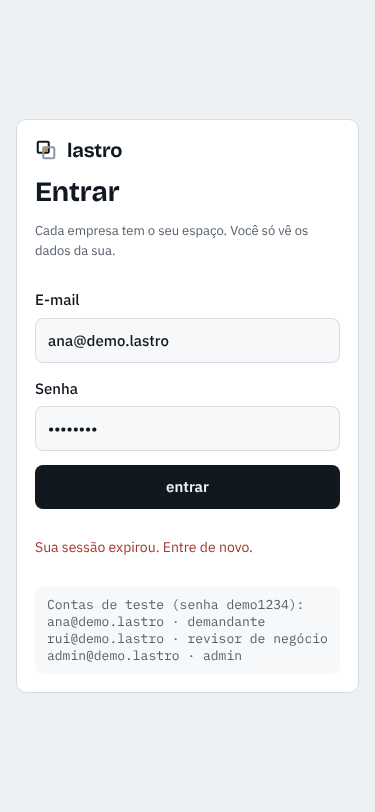 lastro
Entrar
Cada empresa tem o seu espaço. Você só vê os
dados da sua.
E-mail
ana@demo.lastro
Senha
••••••••
entrar
Sua sessão expirou. Entre de novo.
Contas de teste (senha demo1234):
ana@demo.lastro · demandante
rui@demo.lastro · revisor de negócio
admin@demo.lastro · admin